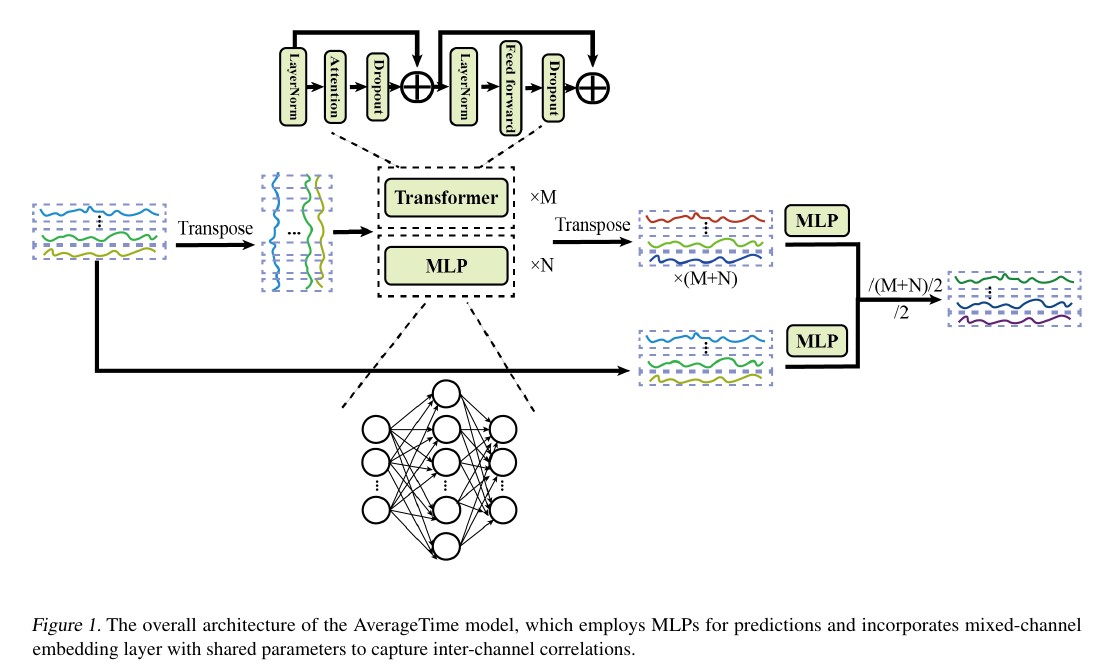 LayerNorm
Attention
Dropout
LayerNorm
Feed forward
Dropout
Transpose
...
Transformer
×M
MLP
×N
Transpose
×(M+N)
MLP
MLP
/(M+N)/2
/2
Figure 1. The overall architecture of the AverageTime model, which employs MLPs for predictions and incorporates mixed-channel
embedding layer with shared parameters to capture inter-channel correlations.